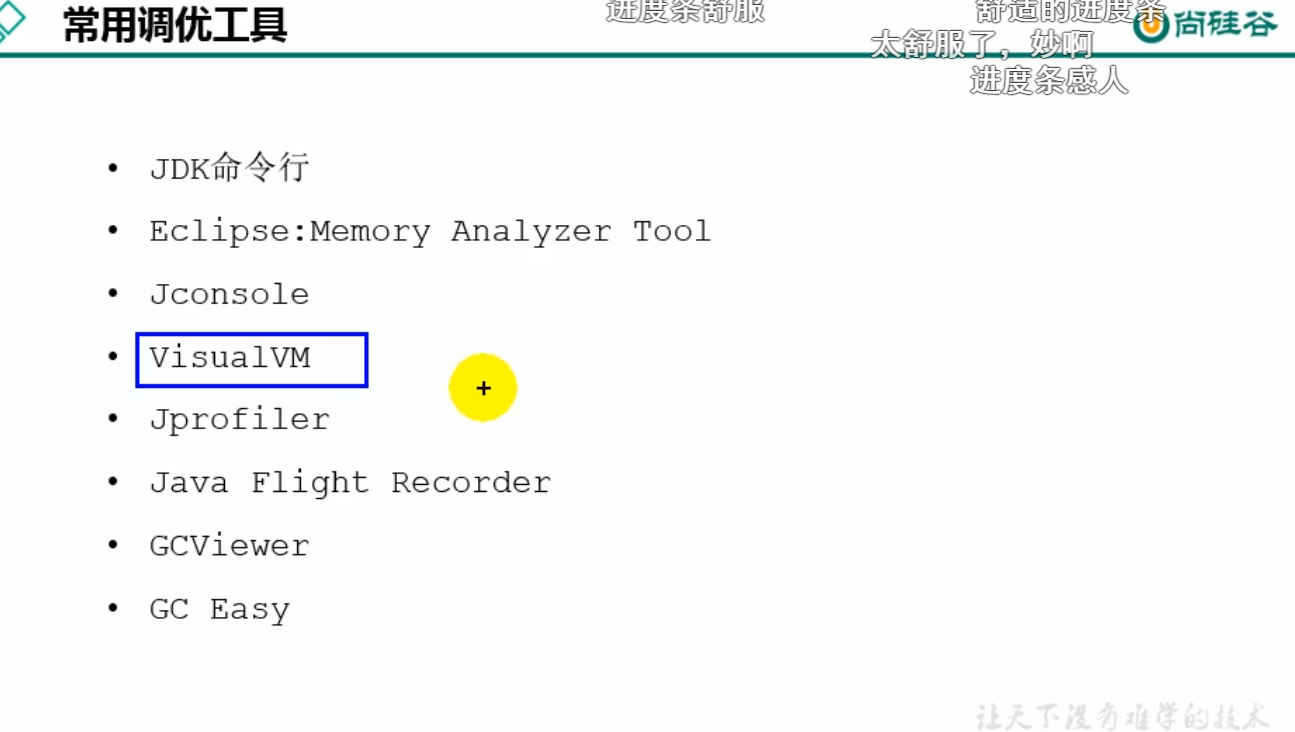 进度条舒服
舒适的进度条
常用调优工具
尚硅谷
太舒服了，妙啊
进度条感人
• JDK命令行
• Eclipse:Memory Analyzer Tool
• Jconsole
• VisualVM
• Jprofiler
• Java Flight Recorder
• GCViewer
• GC Easy
让天下没有难学的技术